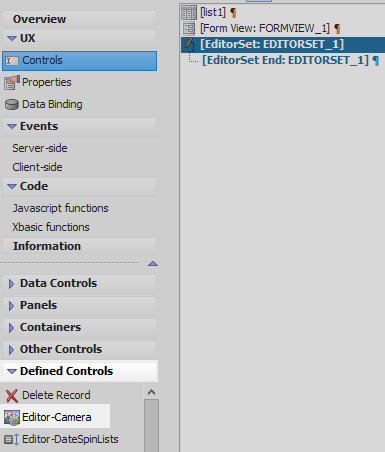 Overview
UX
Controls
Properties
Data Binding
Events
Server-side
Client-side
Code
Javascript functions
Xbasic functions
Information
Data Controls
Panels
Containers
Other Controls
Defined Controls
Delete Record
Editor-Camera
Editor-DateSpinLists
[list1] ¶
[Form View: FORMVIEW_1] ¶
[EditorSet: EDITORSET_1]
[EditorSet End: EDITORSET_1] ¶